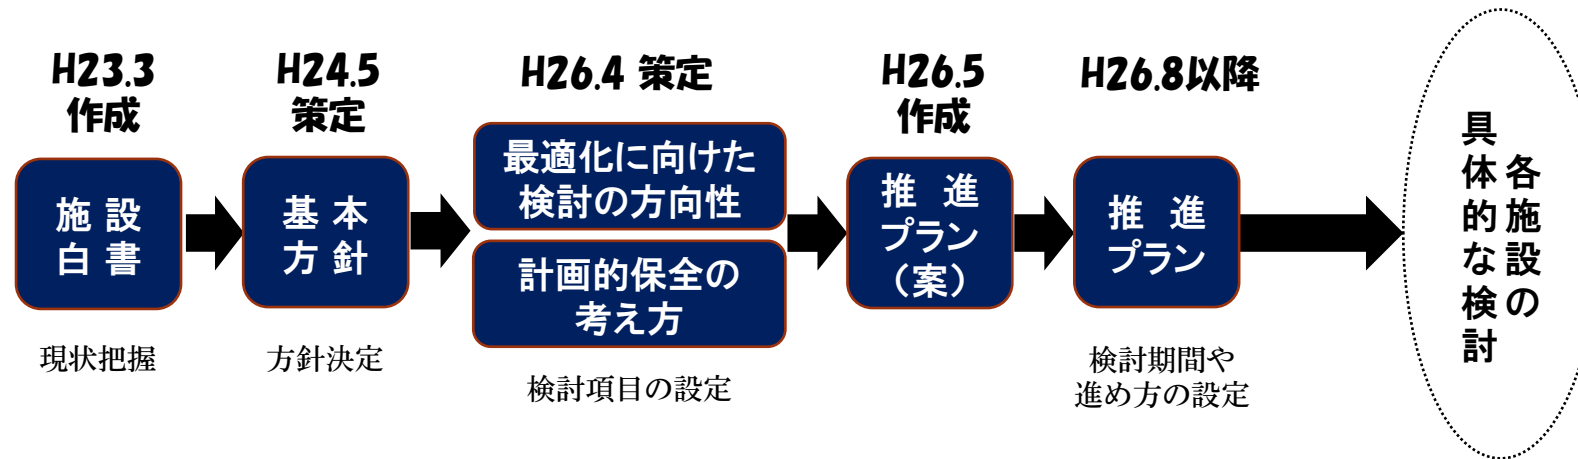 H23.3
作成
施 設
白 書
現状把握
H24.5
策定
基 本
方 針
方針決定
H26.4 策定
最適化に向けた
検討の方向性
計画的保全の
考え方
検討項目の設定
H26.5
作成
推 進
プラン
（案）
H26.8以降
推 進
プラン
検討期間や
進め方の設定
各施設の
具体的な検討